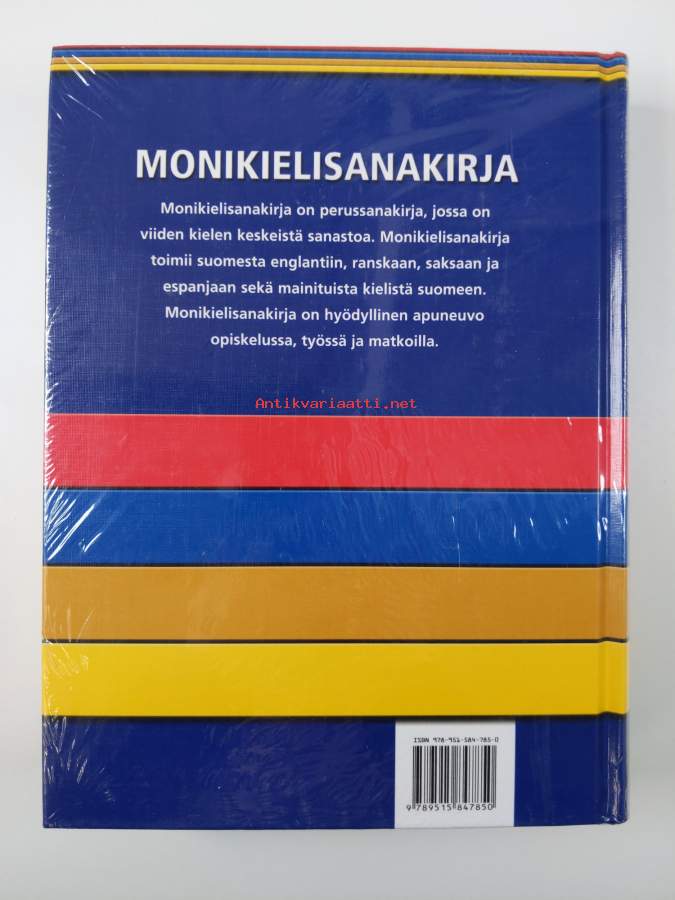 MONIKIELISANAKIRJA
Monikielisanakirja on perussanakirja, jossa on
viiden kielen keskeistä sanastoa. Monikielisanakirja
toimii suomesta englantiin, ranskaan, saksaan ja
espanjaan sekä mainituista kielistä suomeen.
Monikielisanakirja on hyödyllinen apuneuvo
opiskelussa, työssä ja matkoilla.
Antikvariaatti.net
ISBN 978-951-584-785-0
9 789515 847850